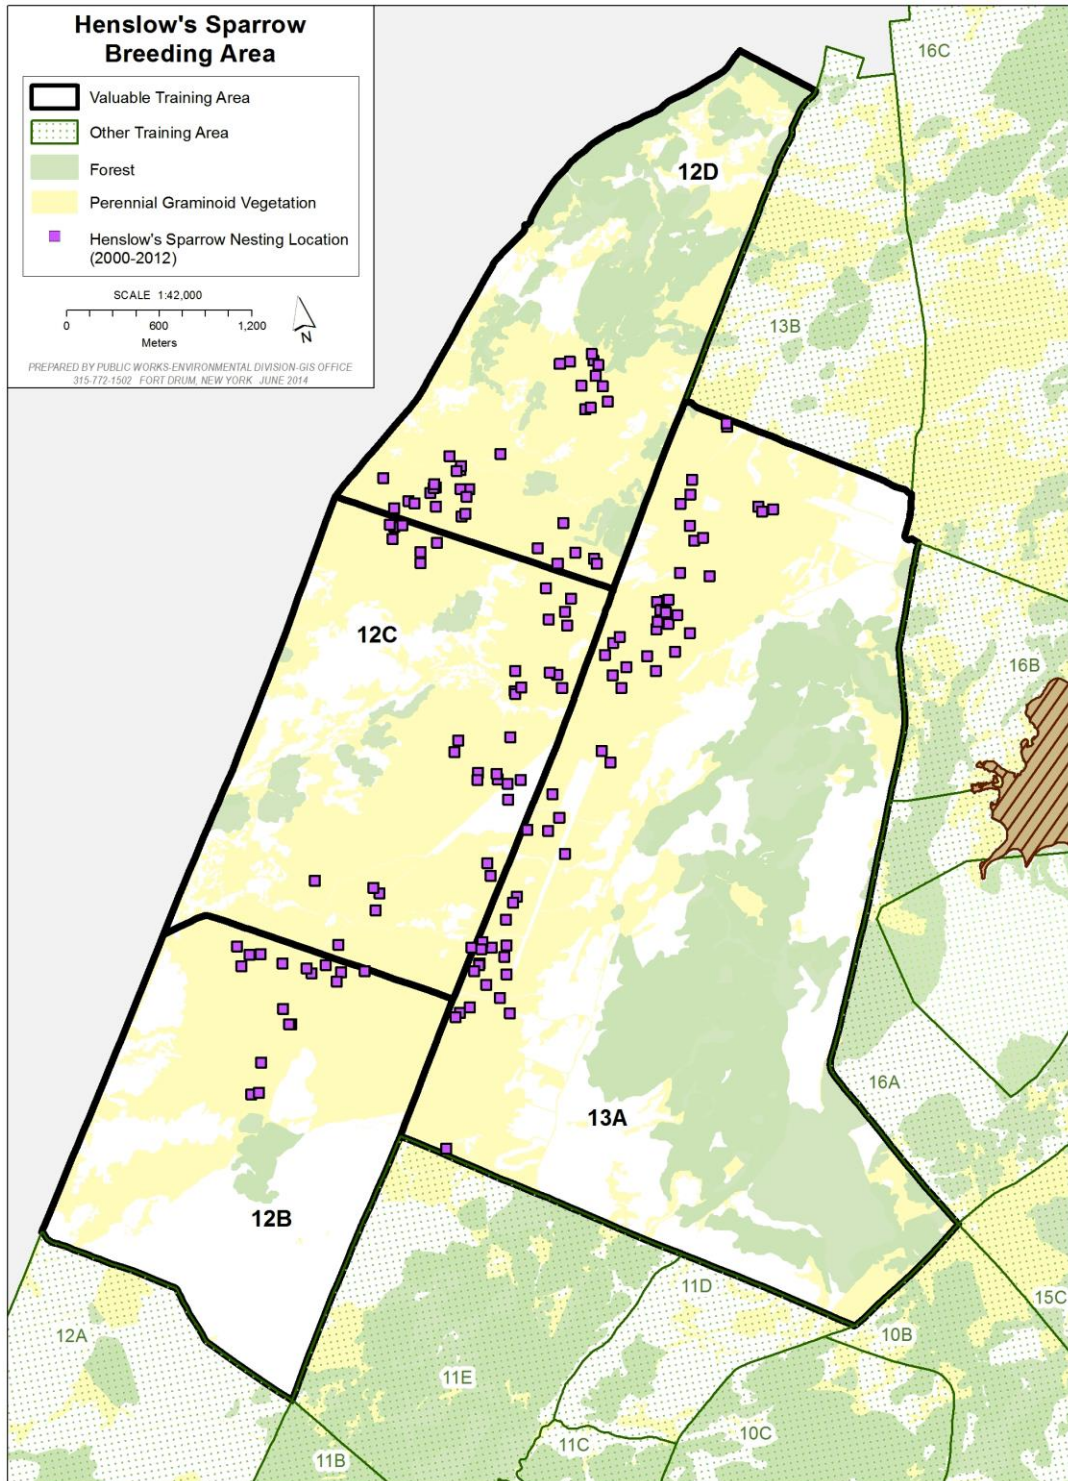 Henslow's Sparrow
Breeding Area
Valuable Training Area
Other Training Area
Forest
Perennial Graminoid Vegetation
Henslow's Sparrow Nesting Location
(2000-2012)
SCALE 1:42,000
0 600 1,200
Meters
N
PREPARED BY PUBLIC WORKS-ENVIRONMENTAL DIVISION-GIS OFFICE
315-772-1502 FORT DRUM, NEW YORK JUNE 2014
16C
12D
13B
12C
16B
16A
13A
12B
11D
15C
12A
10B
11E
10C
11C
11B